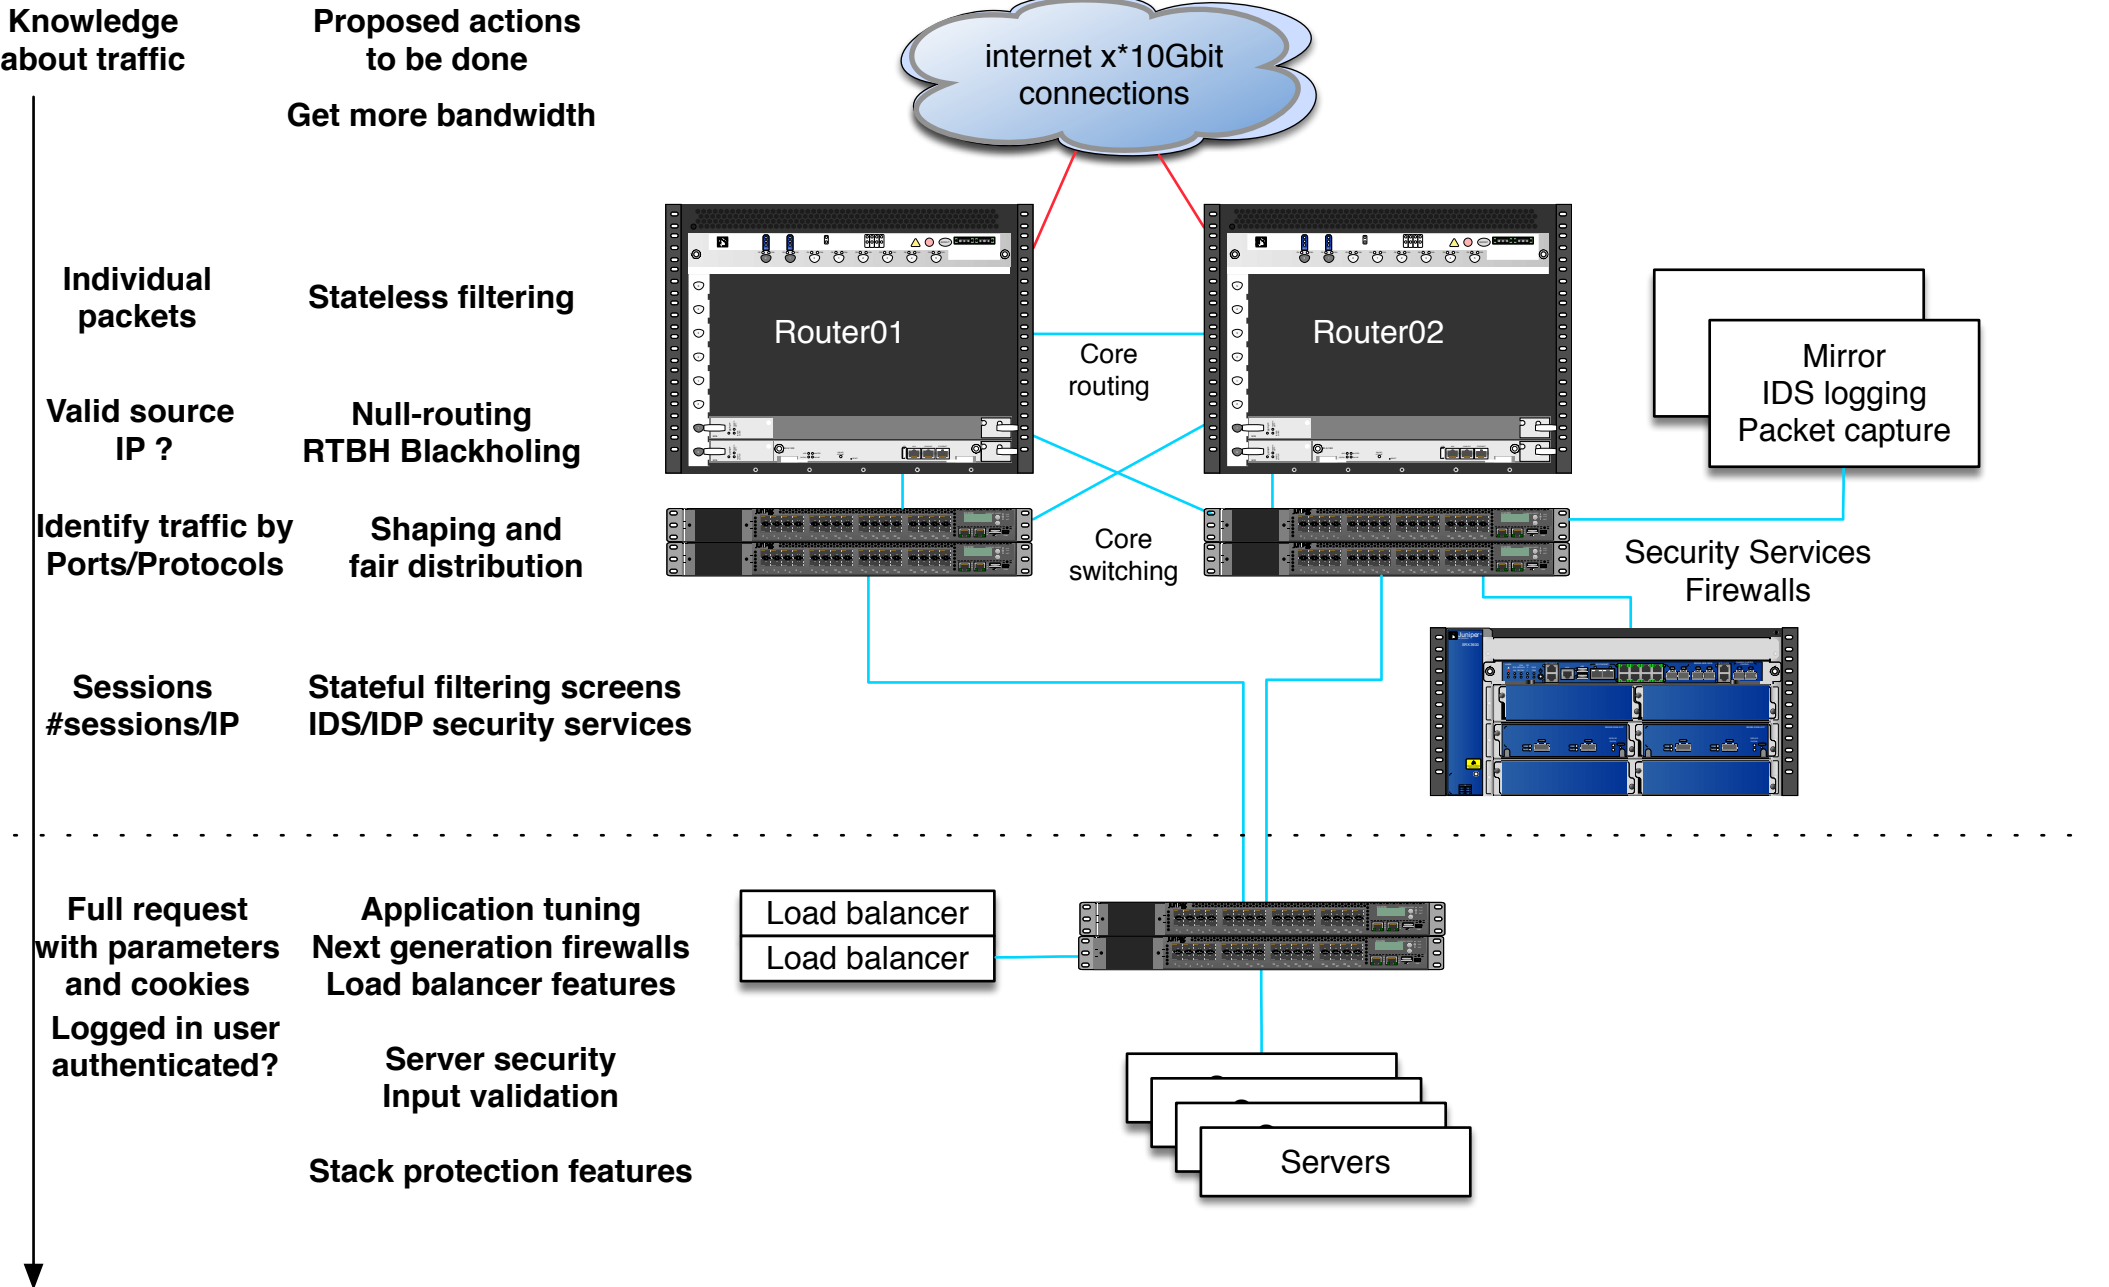 Knowledge
about traffic
Proposed actions
to be done
Get more bandwidth
internet x*10Gbit
connections
Individual
packets
Stateless filtering
Router01
Router02
Core
routing
Mirror
IDS logging
Packet capture
Valid source
IP ?
Null-routing
RTBH Blackholing
Identify traffic by
Ports/Protocols
Shaping and
fair distribution
Core
switching
Security Services
Firewalls
Juniper
Sessions
#sessions/IP
Stateful filtering screens
IDS/IDP security services
Full request
with parameters
and cookies
Logged in user
authenticated?
Application tuning
Next generation firewalls
Load balancer features
Load balancer
Load balancer
Server security
Input validation
Stack protection features
Servers